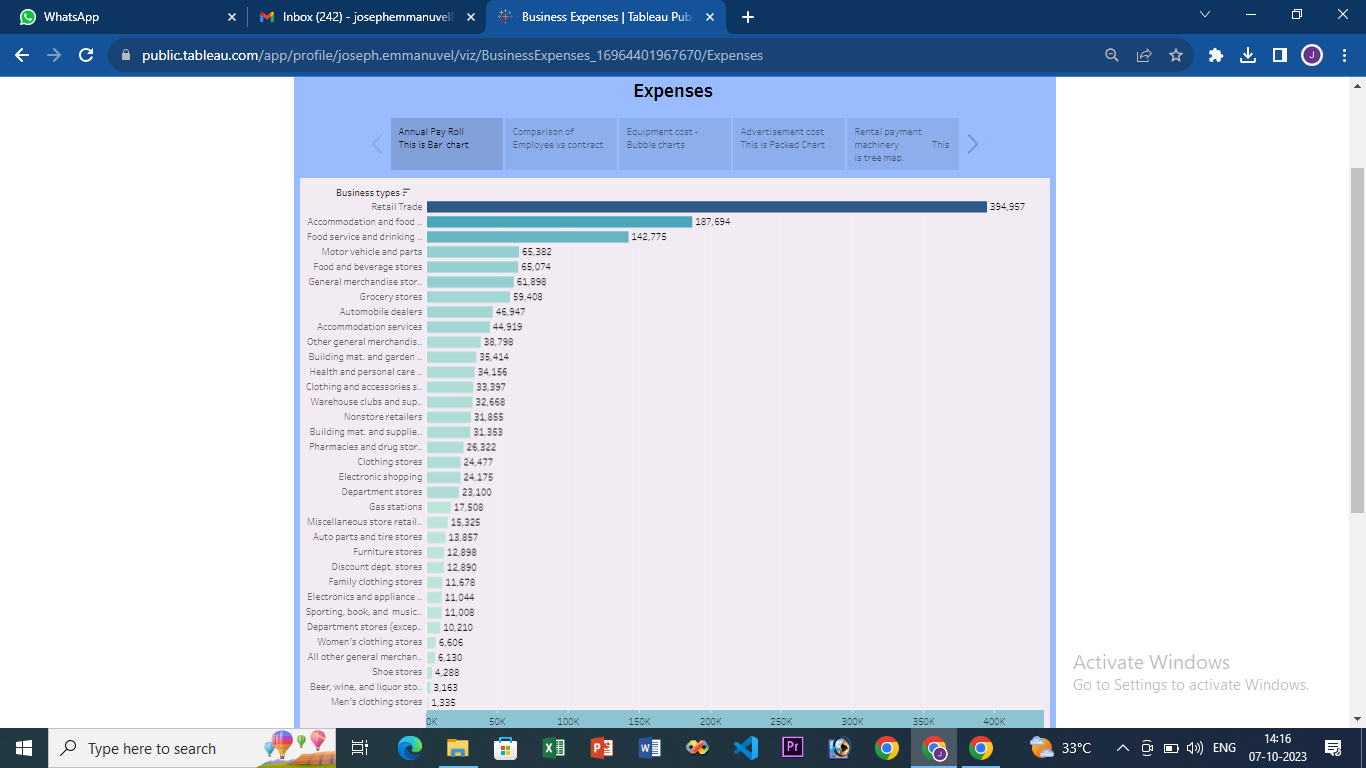 WhatsApp
Inbox (242) - josephemmanuvel
Business Expenses | Tableau Pub
public.tableau.com/app/profile/joseph.emmanuvel/viz/BusinessExpenses_16964401967670/Expenses
J
Expenses
Annual Pay Roll
This is Bar chart
Comparison of
Employee vs contract
Equipment cost -
Bubble charts
Advertisement cost
This is Packed Chart
Rental payment
machinery This
is tree map.
Business types
Retail Trade 394,957
Accommodation and food .. 187,694
Food service and drinking .. 142,775
Motor vehicle and parts 65,382
Food and beverage stores 65,074
General merchandise stor.. 61,898
Grocery stores 59,408
Automobile dealers 46,947
Accommodation services 44,919
Other general merchandis.. 38,798
Building mat. and garden .. 35,414
Health and personal care .. 34,156
Clothing and accessories s.. 33,397
Warehouse clubs and sup.. 32,668
Nonstore retailers 31,855
Building mat. and supplie.. 31,353
Pharmacies and drug stor.. 26,322
Clothing stores 24,477
Electronic shopping 24,175
Department stores 23,100
Gas stations 17,508
Miscellaneous store retail.. 15,325
Auto parts and tire stores 13,857
Furniture stores 12,898
Discount dept. stores 12,890
Family clothing stores 11,678
Electronics and appliance .. 11,044
Sporting, book, and music.. 11,008
Department stores (excep.. 10,210
Women's clothing stores 6,606
All other general merchan.. 6,130
Shoe stores 4,288
Beer, wine, and liquor sto.. 3,163
Men's clothing stores 1,335
0K 50K 100K 150K 200K 250K 300K 350K 400K
Activate Windows
Go to Settings to activate Windows.
Type here to search
Pr
J
33°C
ENG
14:16
07-10-2023